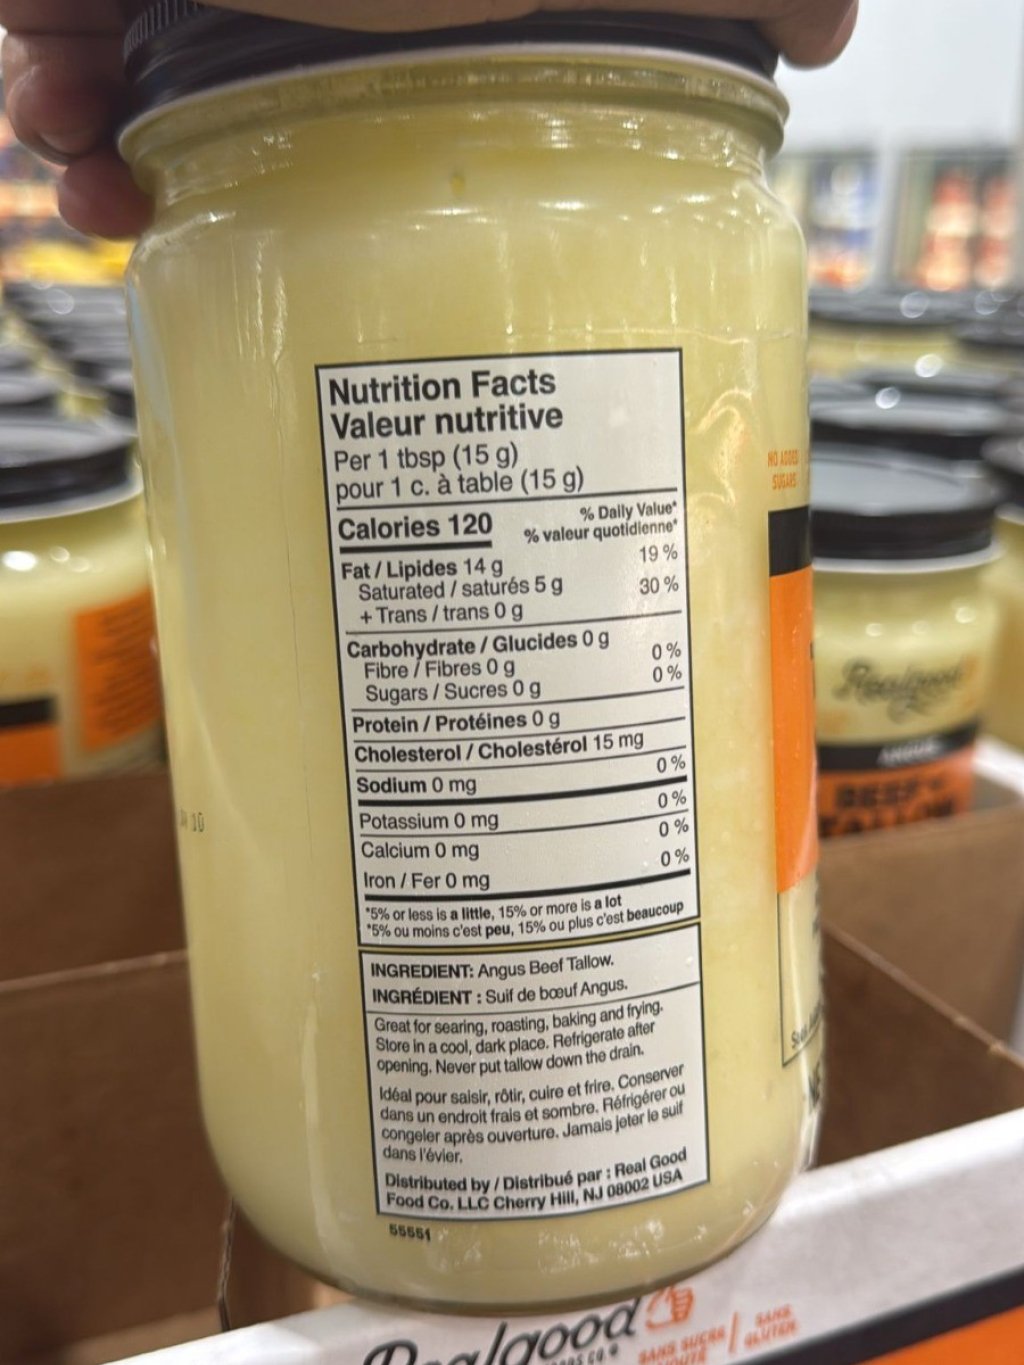 Nutrition Facts
Valeur nutritive
Per 1 tbsp (15 g)
pour 1 c. à table (15 g)
Calories 120
% Daily Value*
% valeur quotidienne*
Fat / Lipides 14 g 19 %
Saturated / saturés 5 g 30 %
+ Trans / trans 0 g
Carbohydrate / Glucides 0 g
Fibre / Fibres 0 g 0 %
Sugars / Sucres 0 g 0 %
Protein / Protéines 0 g
Cholesterol / Cholestérol 15 mg
Sodium 0 mg 0 %
Potassium 0 mg 0 %
Calcium 0 mg 0 %
Iron / Fer 0 mg 0 %
*5% or less is a little, 15% or more is a lot
*5% ou moins c'est peu, 15% ou plus c'est beaucoup
INGREDIENT: Angus Beef Tallow.
INGRÉDIENT : Suif de bœuf Angus.
Great for searing, roasting, baking and frying.
Store in a cool, dark place. Refrigerate after
opening. Never put tallow down the drain.
Idéal pour saisir, rôtir, cuire et frire. Conserver
dans un endroit frais et sombre. Réfrigérer ou
congeler après ouverture. Jamais jeter le suif
dans l'évier.
Distributed by / Distribué par : Real Good
Food Co. LLC Cherry Hill, NJ 08002 USA
55551
NO ADDED
SUGARS
Realgood
ANGUS
BEEF
TALLOW
Realgood
SANS SUCRE
SANS
GLUTEN